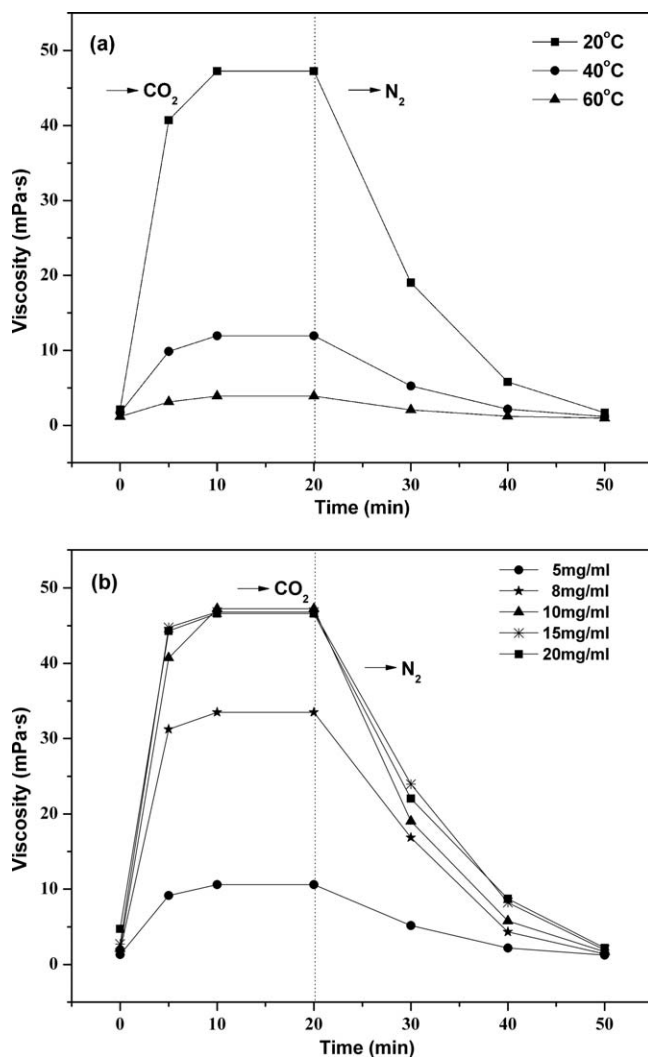 (a)
20°C
40°C
60°C
→ CO₂
→ N₂
50
40
30
20
10
0
Viscosity (mPa·s)
0 10 20 30 40 50
Time (min)
(b)
→ CO₂
→ N₂
5mg/ml
8mg/ml
10mg/ml
15mg/ml
20mg/ml
50
40
30
20
10
0
Viscosity (mPa·s)
0 10 20 30 40 50
Time (min)